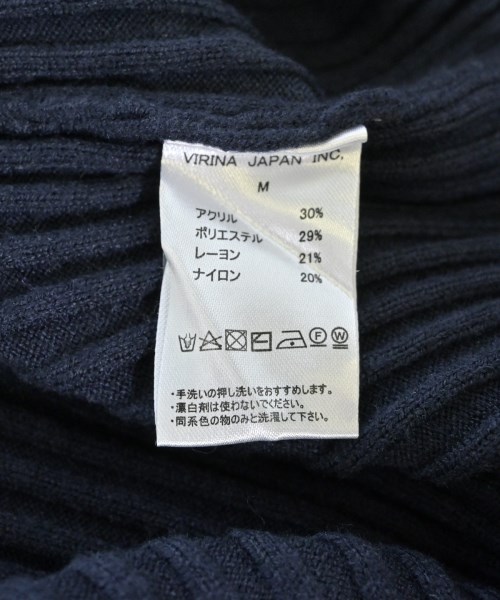 VIRINA JAPAN INC.
M
アクリル 30%
ポリエステル 29%
レーヨン 21%
ナイロン 20%
F W
・手洗いの押し洗いをおすすめします。
・漂白剤は使わないでください。
・同系色の物のみと洗濯して下さい。